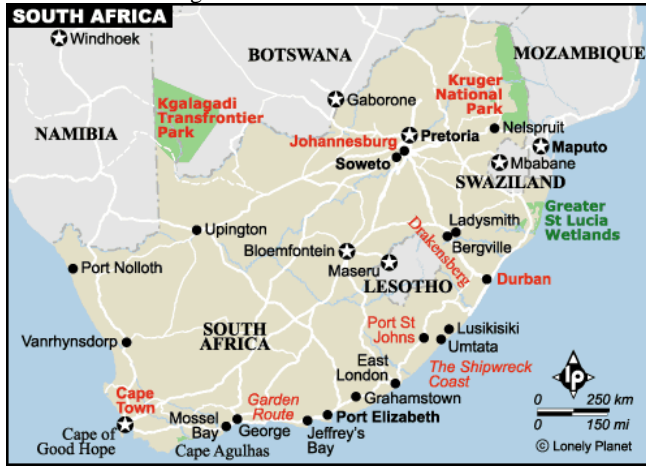 SOUTH AFRICA
Windhoek
BOTSWANA
MOZAMBIQUE
Kgalagadi
Transfrontier
Park
Gaborone
Kruger
National
Park
NAMIBIA
Johannesburg
Pretoria
Nelspruit
Soweto
Maputo
Mbabane
SWAZILAND
Greater
St Lucia
Wetlands
Upington
Ladysmith
Bergville
Drakensberg
Bloemfontein
Maseru
LESOTHO
Port Nolloth
Durban
SOUTH
AFRICA
Port St
Johns
Lusikisiki
Umtata
Vanrhynsdorp
East
London
The Shipwreck
Coast
Cape
Town
Garden
Route
Grahamstown
Mossel
Bay
George
Port Elizabeth
Jeffrey's
Bay
Cape of
Good Hope
Cape Agulhas
lp
0 250 km
0 150 mi
© Lonely Planet